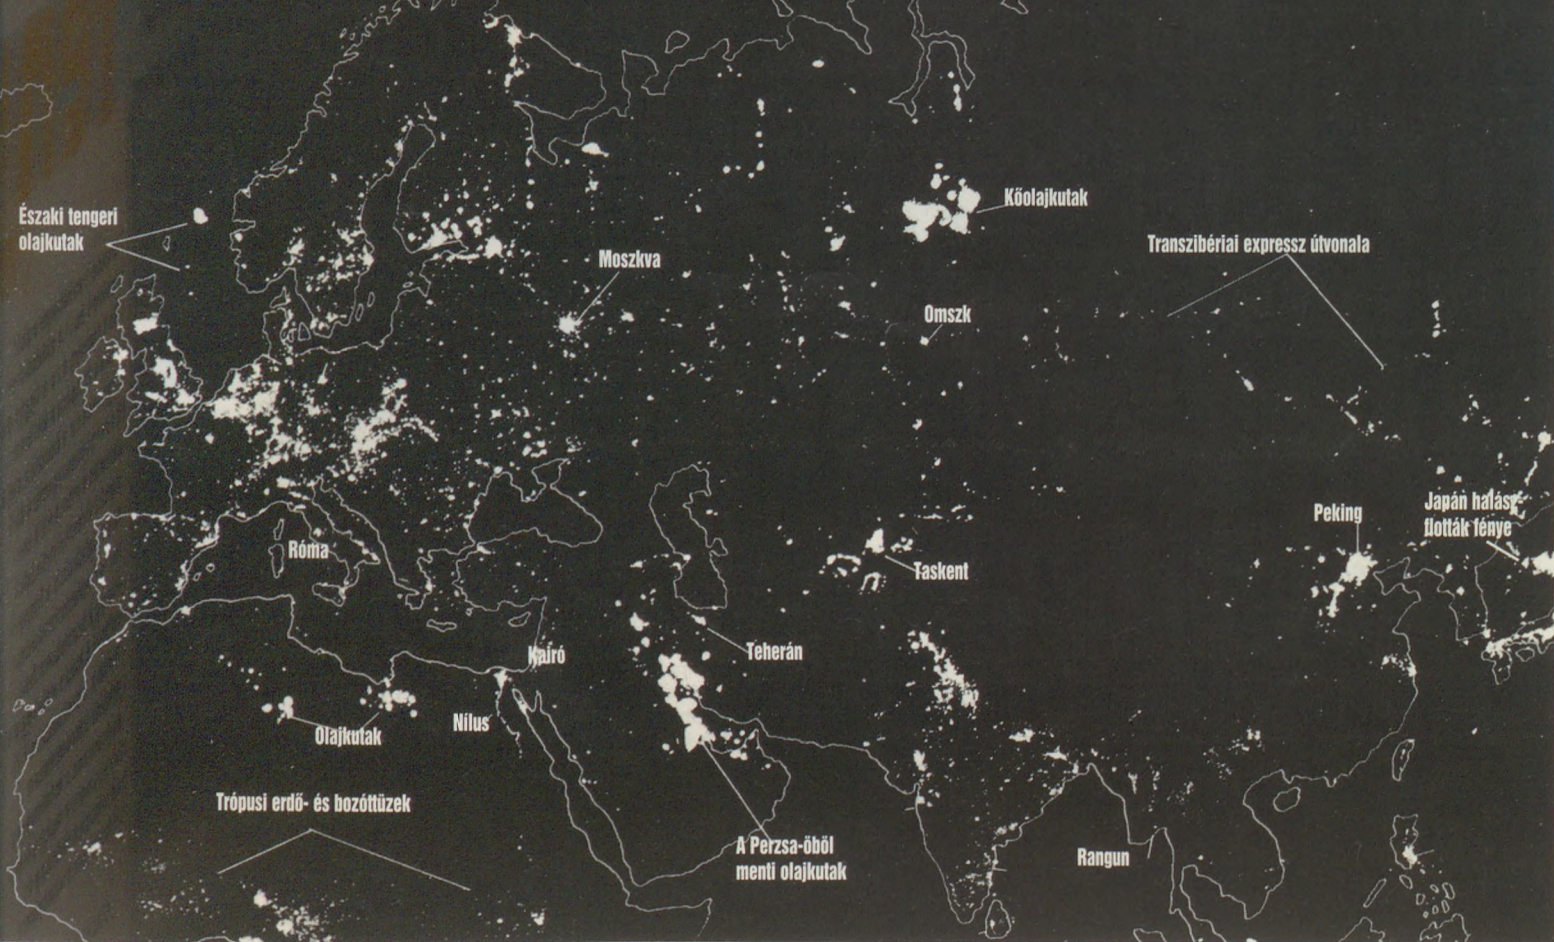 Északi tengeri
olajkutak
Kőolajkutak
Transzibériai expressz útvonala
Moszkva
Omszk
Japán halász-
flották fénye
Peking
Róma
Taskent
Kairó
Teherán
Nílus
Olajkutak
Trópusi erdő- és bozóttüzek
A Perzsa-öböl
menti olajkutak
Rangun